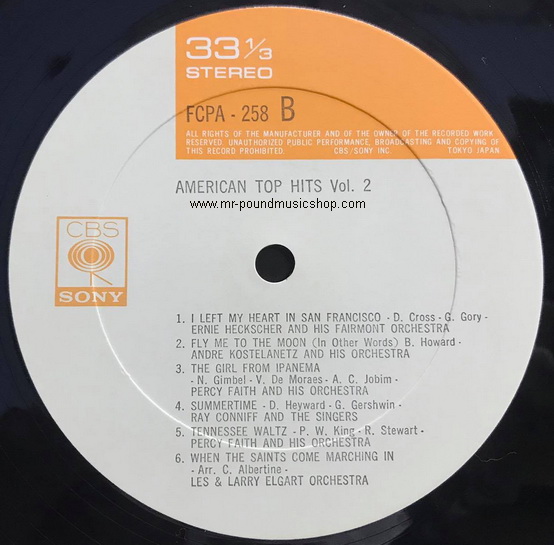 33 1/3
STEREO
FCPA - 258 B
ALL RIGHTS OF THE MANUFACTURER AND OF THE OWNER OF THE RECORDED WORK
RESERVED. UNAUTHORIZED PUBLIC PERFORMANCE, BROADCASTING AND COPYING OF
THIS RECORD PROHIBITED. CBS/SONY INC. TOKYO JAPAN
AMERICAN TOP HITS Vol. 2
www.mr-poundmusicshop.com
CBS
SONY
1. I LEFT MY HEART IN SAN FRANCISCO - D. Cross - G. Gory -
ERNIE HECKSCHER AND HIS FAIRMONT ORCHESTRA
2. FLY ME TO THE MOON (In Other Words) B. Howard -
ANDRE KOSTELANETZ AND HIS ORCHESTRA
3. THE GIRL FROM IPANEMA
- N. Gimbel - V. De Moraes - A. C. Jobim -
PERCY FAITH AND HIS ORCHESTRA
4. SUMMERTIME - D. Heyward - G. Gershwin -
RAY CONNIFF AND THE SINGERS
5. TENNESSEE WALTZ - P. W. King - R. Stewart -
PERCY FAITH AND HIS ORCHESTRA
6. WHEN THE SAINTS COME MARCHING IN
- Arr. C. Albertine -
LES & LARRY ELGART ORCHESTRA